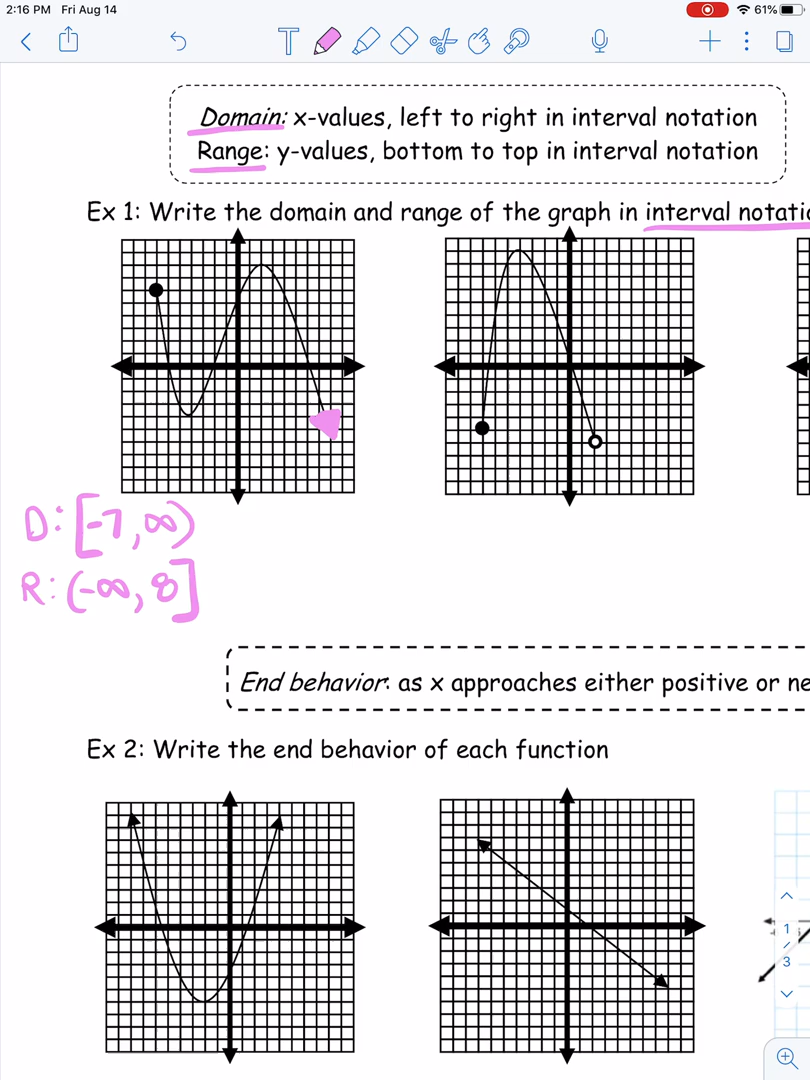 2:16 PM Fri Aug 14
61%
T
Domain: x-values, left to right in interval notation
Range: y-values, bottom to top in interval notation
Ex 1: Write the domain and range of the graph in interval notatio
D: [-7, ∞)
R: (-∞, 8]
End behavior: as x approaches either positive or ne
Ex 2: Write the end behavior of each function
1
3